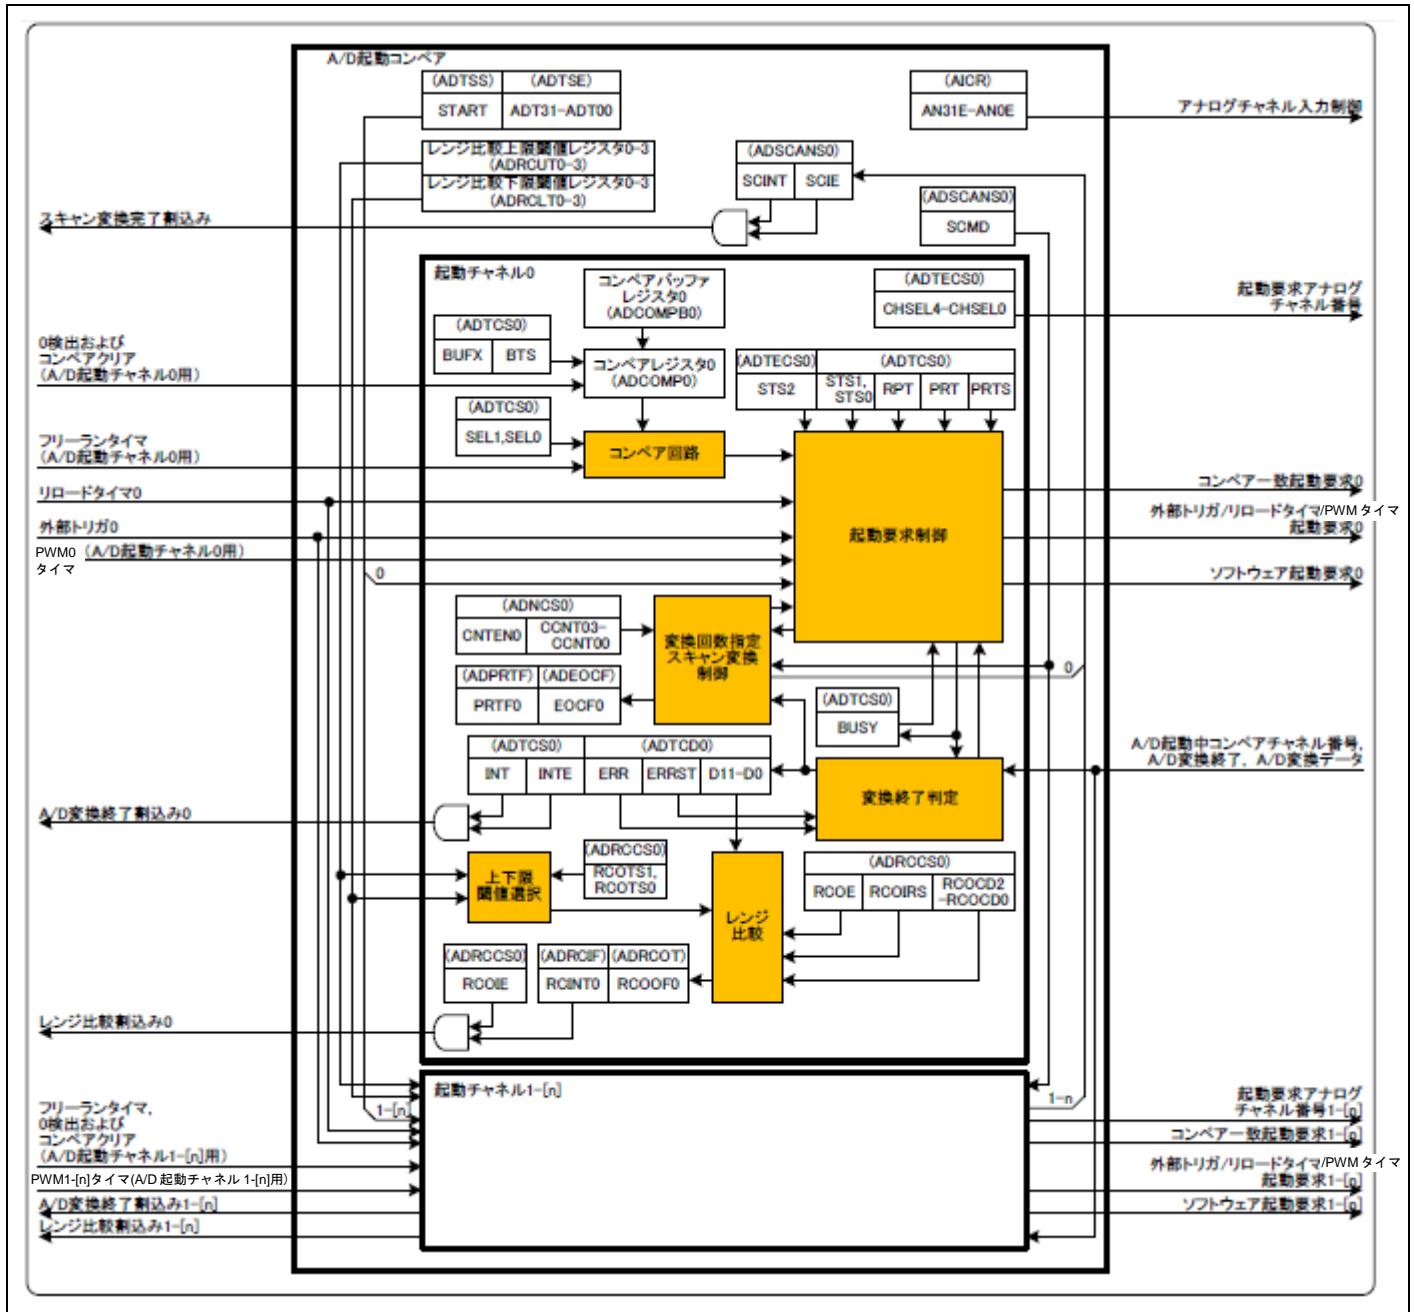 A/D起動コンペア
(ADTSS)
(ADTSE)
START
ADT31-ADT00
(AICR)
AN31E-AN0E
アナログチャネル入力制御
レンジ比較上限閾値レジスタ0-3
(ADRCUT0-3)
レンジ比較下限閾値レジスタ0-3
(ADRCLT0-3)
(ADSCANS0)
SCINT
SCIE
(ADSCANS0)
SCMD
スキャン変換完了割込み
起動チャネル0
コンペアバッファ
レジスタ0
(ADCOMPB0)
(ADTECS0)
CHSEL4-CHSEL0
起動要求アナログ
チャネル番号
(ADTCS0)
BUFX
BTS
0検出および
コンペアクリア
(A/D起動チャネル0用)
コンペアレジスタ0
(ADCOMP0)
(ADTECS0)
(ADTCS0)
STS2
STS1,
STS0
RPT
PRT
PRTS
(ADTCS0)
SEL1,SEL0
フリーランタイマ
(A/D起動チャネル0用)
コンペア回路
リロードタイマ0
外部トリガ0
PWM0
タイマ
(A/D起動チャネル0用)
0
起動要求制御
コンペア一致起動要求0
外部トリガ/リロードタイマ/PWM タイマ
起動要求0
ソフトウェア起動要求0
(ADNCS0)
CNTEN0
CCNT03-
CCNT00
変換回数指定
スキャン変換
制御
0
(ADPRTF)
(ADEOCF)
PRTF0
EOCF0
(ADTCS0)
BUSY
(ADTCS0)
(ADTCD0)
INT
INTE
ERR
ERRST
D11-D0
変換終了判定
A/D起動中コンペアチャネル番号,
A/D変換終了, A/D変換データ
A/D変換終了割込み0
上下限
閾値選択
(ADRCCS0)
RCOTS1,
RCOTS0
レンジ
比較
(ADRCCS0)
RCOE
RCOIRS
RCOCD2
-RCOCD0
(ADRCCS0)
RCOIE
(ADRCIF)
(ADRCOT)
RCINT0
RCOOF0
レンジ比較割込み0
起動チャネル1-[n]
1-[n]
1-n
フリーランタイマ,
0検出および
コンペアクリア
(A/D起動チャネル1-[n]用)
PWM1-[n]タイマ(A/D 起動チャネル 1-[n]用)
A/D変換終了割込み1-[n]
レンジ比較割込み1-[n]
起動要求アナログ
チャネル番号1-[n]
コンペア一致起動要求1-[n]
外部トリガ/リロードタイマ/PWM タイマ
起動要求1-[n]
ソフトウェア起動要求1-[n]